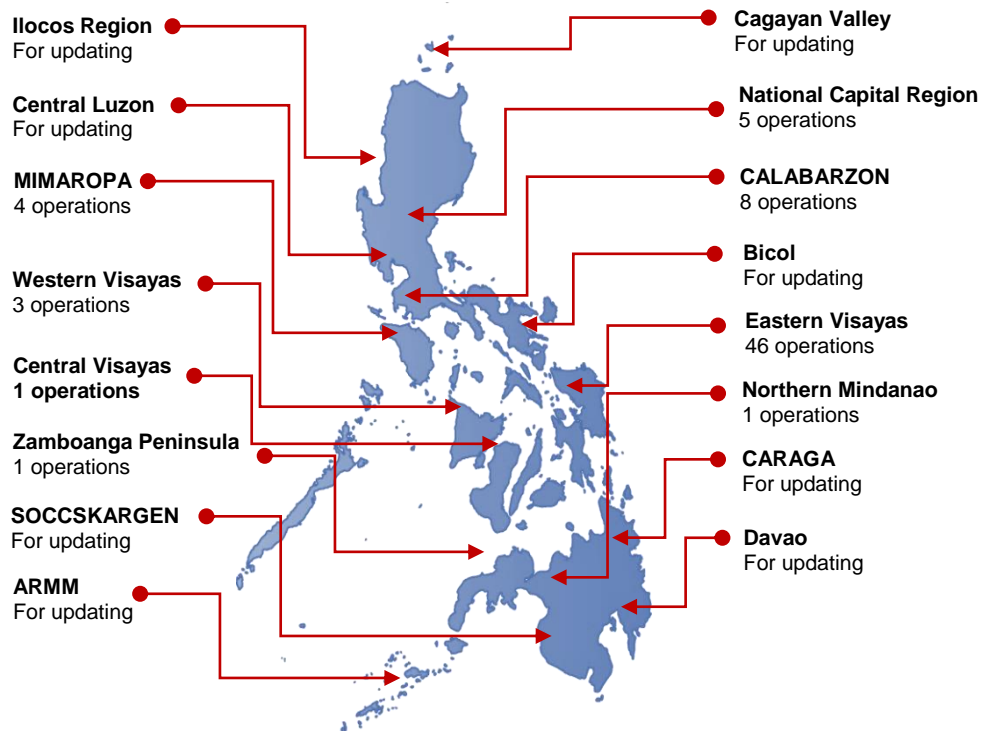 Ilocos Region
For updating
Central Luzon
For updating
MIMAROPA
4 operations
Western Visayas
3 operations
Central Visayas
1 operations
Zamboanga Peninsula
1 operations
SOCCSKARGEN
For updating
ARMM
For updating
Cagayan Valley
For updating
National Capital Region
5 operations
CALABARZON
8 operations
Bicol
For updating
Eastern Visayas
46 operations
Northern Mindanao
1 operations
CARAGA
For updating
Davao
For updating